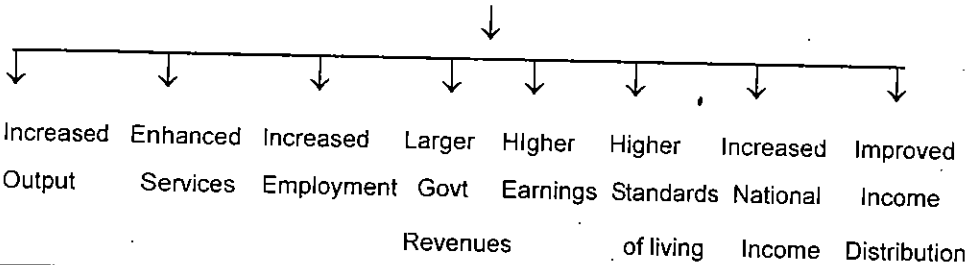 Increased Enhanced Increased Larger HIgher Higher Increased Improved
Output Services Employment Govt Earnings Standards National Income
Revenues of living Income Distribution